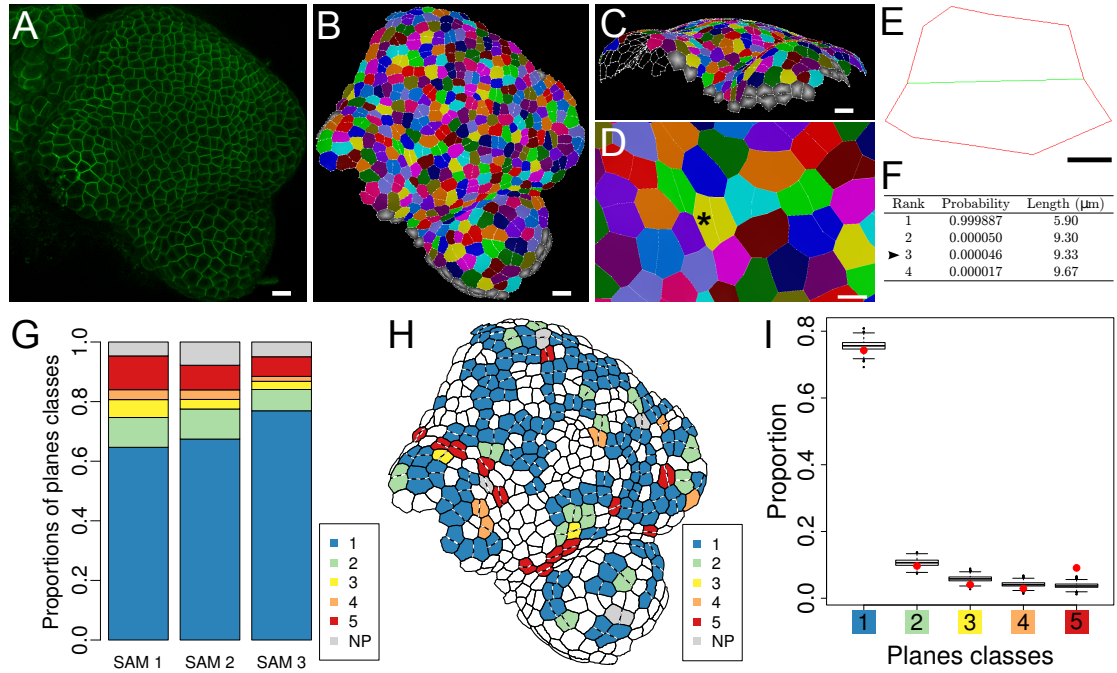 A
B
C
D
*
E
F
Rank Probability Length (μm)
1 0.999887 5.90
2 0.000050 9.30
3 0.000046 9.33
4 0.000017 9.67
G
Proportions of planes classes
1.0
0.8
0.6
0.4
0.2
0.0
SAM 1 SAM 2 SAM 3
1
2
3
4
5
NP
H
1
2
3
4
5
NP
I
Proportion
0.8
0.6
0.4
0.2
0.0
1 2 3 4 5
Planes classes